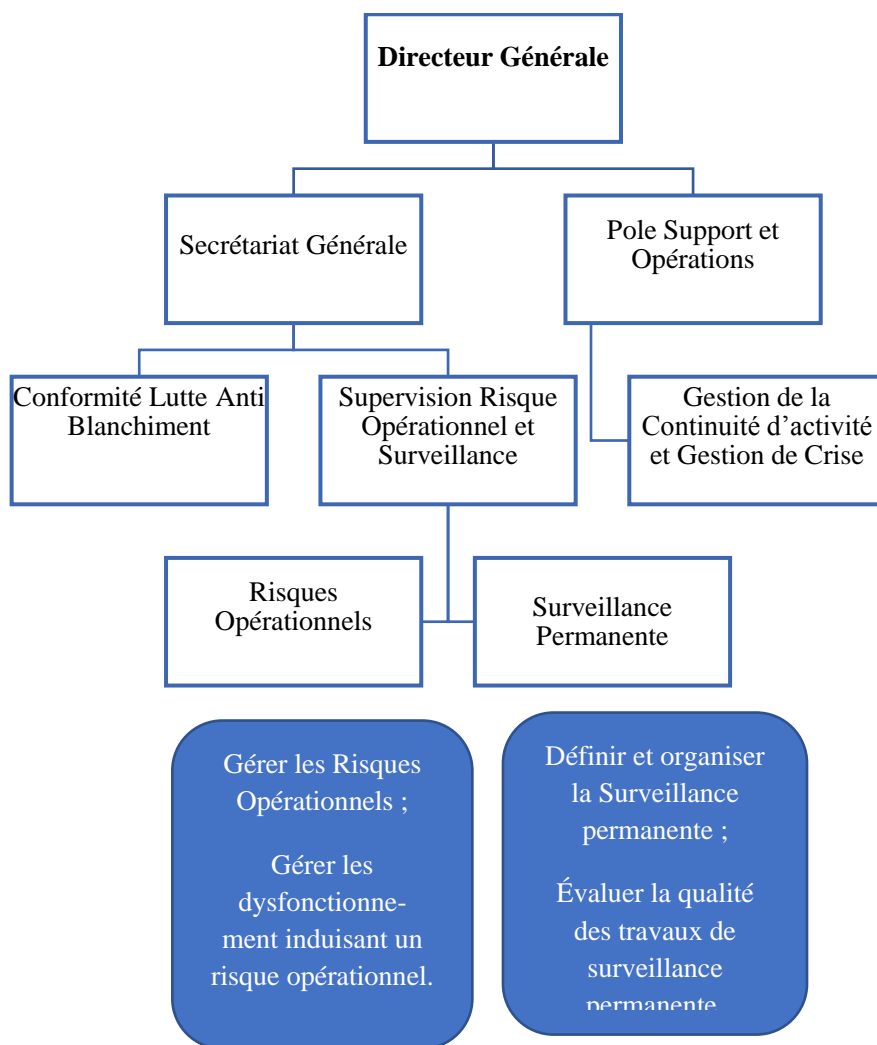 Directeur Générale
Secrétariat Générale
Pole Support et
Opérations
Conformité Lutte Anti
Blanchiment
Supervision Risque
Opérationnel et
Surveillance
Gestion de la
Continuité d’activité
et Gestion de Crise
Risques
Opérationnels
Surveillance
Permanente
Gérer les Risques
Opérationnels ;
Gérer les
dysfonctionne-
ment induisant un
risque opérationnel.
Définir et organiser
la Surveillance
permanente ;
Évaluer la qualité
des travaux de
surveillance
permanente